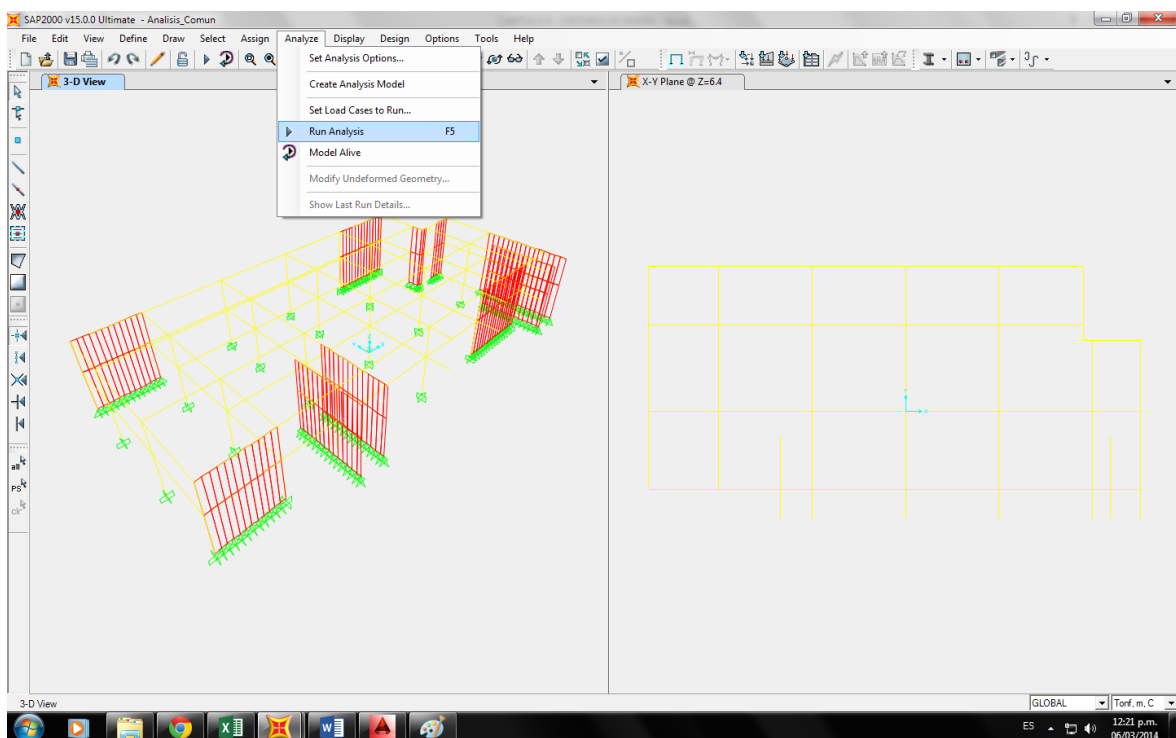 SAP2000 v15.0.0 Ultimate - Analisis_Comun
File Edit View Define Draw Select Assign Analyze Display Design Options Tools Help
3-D View
X-Y Plane @ Z=6.4
Set Analysis Options...
Create Analysis Model
Set Load Cases to Run...
Run Analysis F5
Model Alive
Modify Undeformed Geometry...
Show Last Run Details...
all
PS
clr
3-D View
GLOBAL
Tonf, m, C
ES
12:21 p.m.
06/03/2014